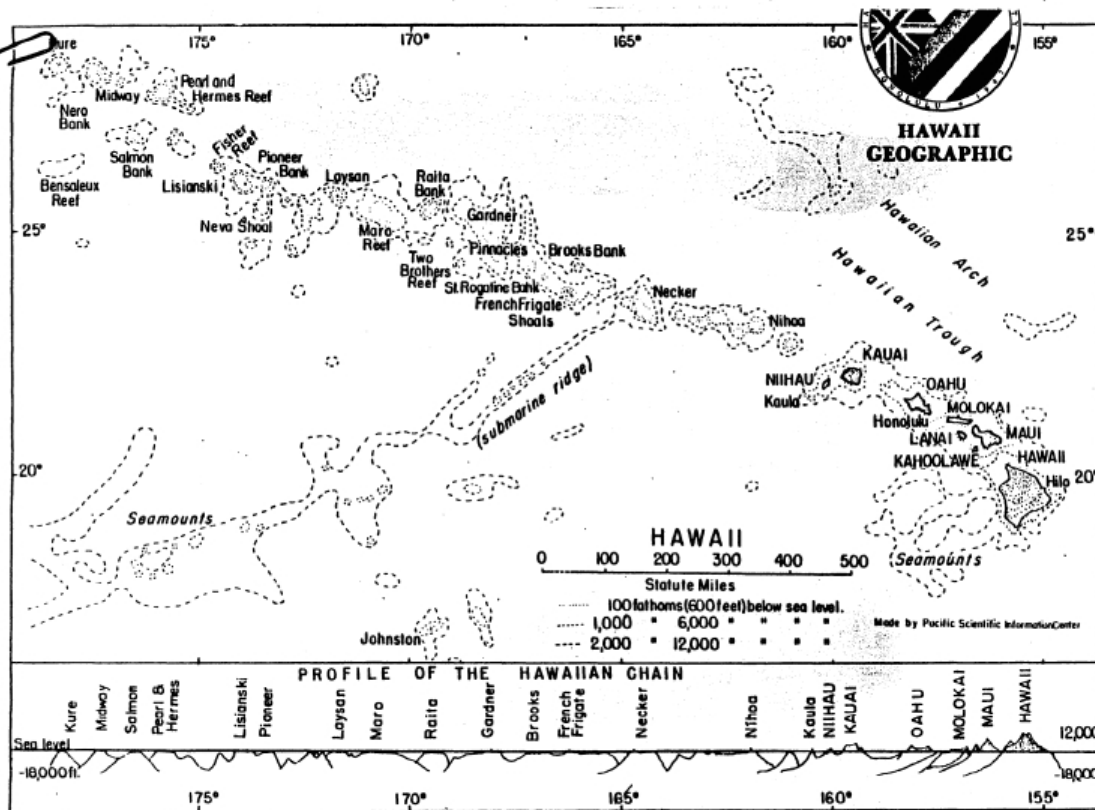 175°
170°
165°
160°
155°
HONOLULU
HAWAII
GEOGRAPHIC
Kure
Midway
Pearl and
Hermes Reef
Nero
Bank
Salmon
Bank
Bensaleux
Reef
Fisher
Reef
Lisianski
Pioneer
Bank
Neva Shoal
Laysan
Maro
Reef
Raita
Bank
Gardner
Pinnacles
Two
Brothers
Reef
Brooks Bank
St. Rogatine Bahk
French Frigate
Shoals
Necker
Nihoa
Hawaiian Arch
Hawaiian Trough
25°
25°
KAUAI
NIIHAU
Kaula
OAHU
Honolulu
MOLOKAI
LANAI
MAUI
KAHOOLAWE
HAWAII
Hilo
(submarine ridge)
20°
20°
Seamounts
Seamounts
Johnston
HAWAII
0 100 200 300 400 500
Statute Miles
100 fathoms (600 feet) below sea level.
1,000 " 6,000 " " " "
2,000 " 12,000 " " " "
Made by Pacific Scientific Information Center
PROFILE OF THE HAWAIIAN CHAIN
Kure
Midway
Salmon
Pearl &
Hermes
Lisianski
Pioneer
Laysan
Maro
Raita
Gardner
Brooks
French
Frigate
Necker
Nihoa
Kaula
NIIHAU
KAUAI
OAHU
MOLOKAI
MAUI
HAWAII
Sea level
-18,000 ft.
12,000
-18,000
175°
170°
165°
160°
155°